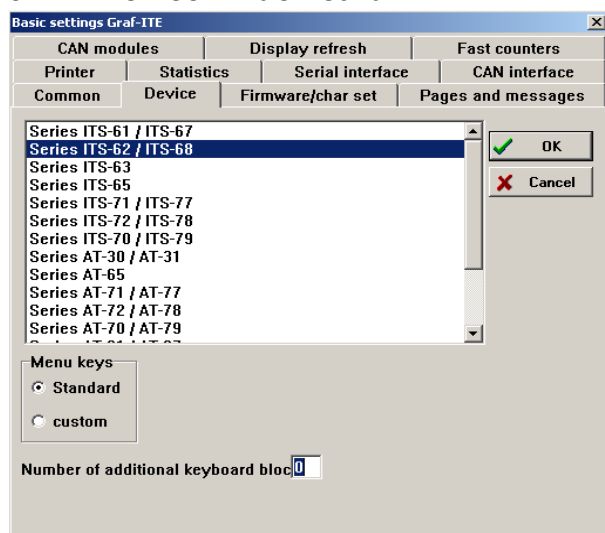 Basic settings Graf-ITE
CAN modules Display refresh Fast counters
Printer Statistics Serial interface CAN interface
Common Device Firmware/char set Pages and messages
Series ITS-61 / ITS-67
Series ITS-62 / ITS-68
Series ITS-63
Series ITS-65
Series ITS-71 / ITS-77
Series ITS-72 / ITS-78
Series ITS-70 / ITS-79
Series AT-30 / AT-31
Series AT-65
Series AT-71 / AT-77
Series AT-72 / AT-78
Series AT-70 / AT-79
OK
Cancel
Menu keys
Standard
custom
Number of additional keyboard bloc 0